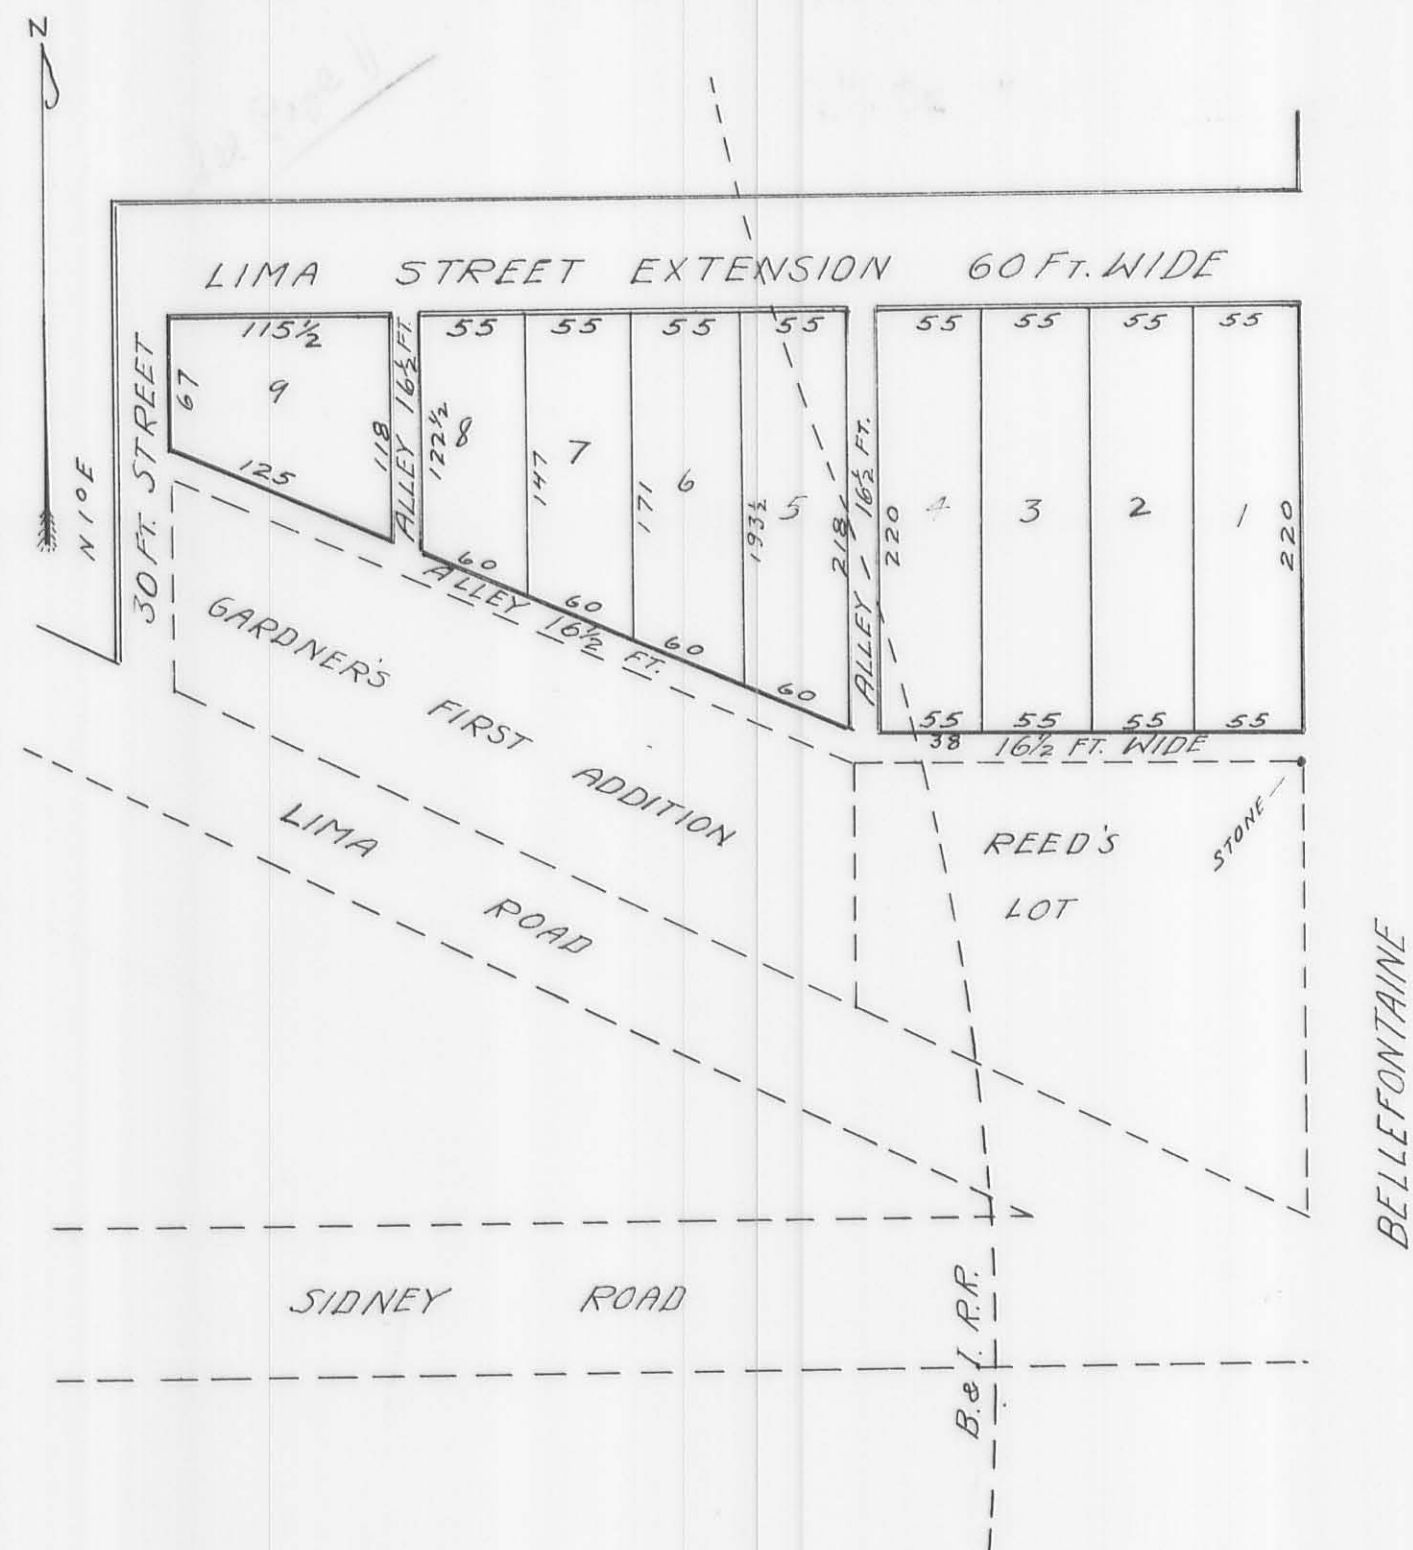 N
LIMA STREET EXTENSION 60 FT. WIDE
115½
55 55 55 55
55 55 55 55
30 FT. STREET
N 1° E
67
9
118
125
ALLEY 16½ FT.
122½
8
147
7
171
6
193½
5
218
ALLEY 16½ FT.
220
4
3
2
1
220
60
60
60
60
ALLEY 16½ FT.
55 55 55 55
38 16½ FT. WIDE
GARDNER'S FIRST ADDITION
STONE
REED'S
LOT
LIMA ROAD
BELLEFONTAINE
SIDNEY ROAD
B. & I. R.R.